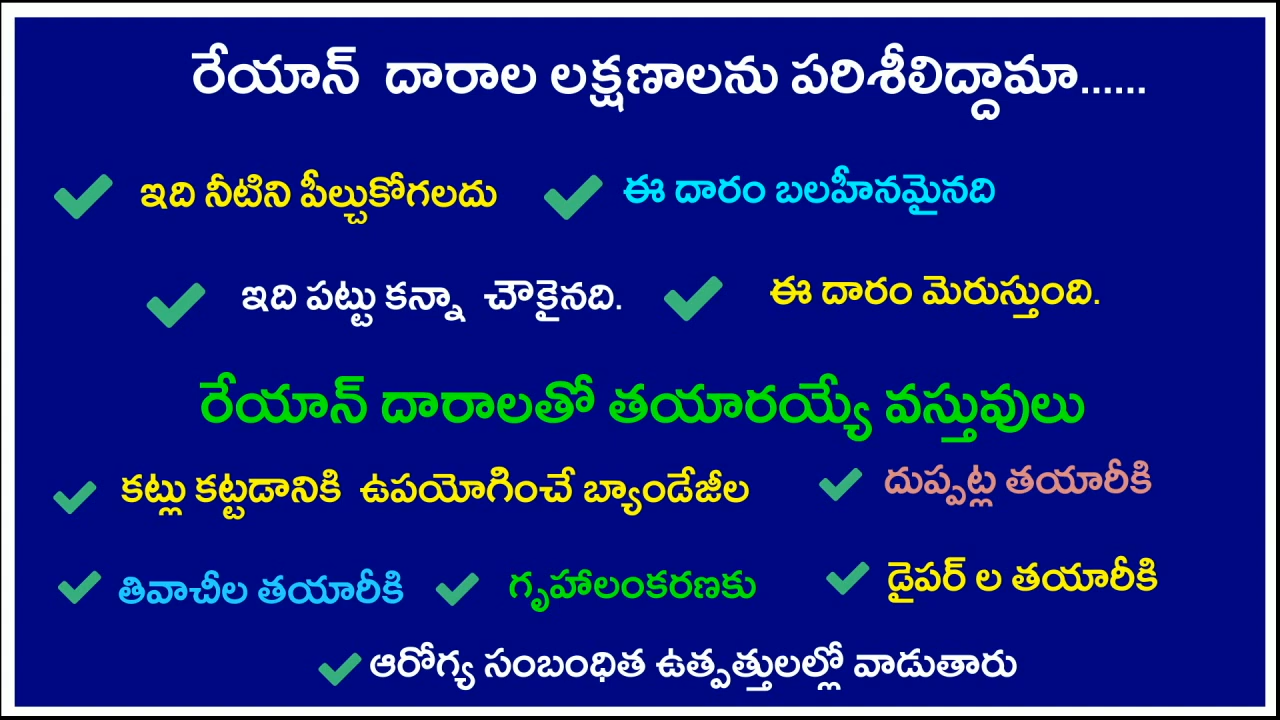 రేయాన్ దారాల లక్షణాలను పరిశీలిద్దామా......
ఇది నీటిని పీల్చుకోగలదు
ఈ దారం బలహీనమైనది
ఇది పట్టు కన్నా చౌకైనది.
ఈ దారం మెరుస్తుంది.
రేయాన్ దారాలతో తయారయ్యే వస్తువులు
కట్లు కట్టడానికి ఉపయోగించే బ్యాండేజీల
దుప్పట్ల తయారీకి
తివాచీల తయారీకి
గృహాలంకరణకు
డైపర్ ల తయారీకి
ఆరోగ్య సంబంధిత ఉత్పత్తులల్లో వాడుతారు